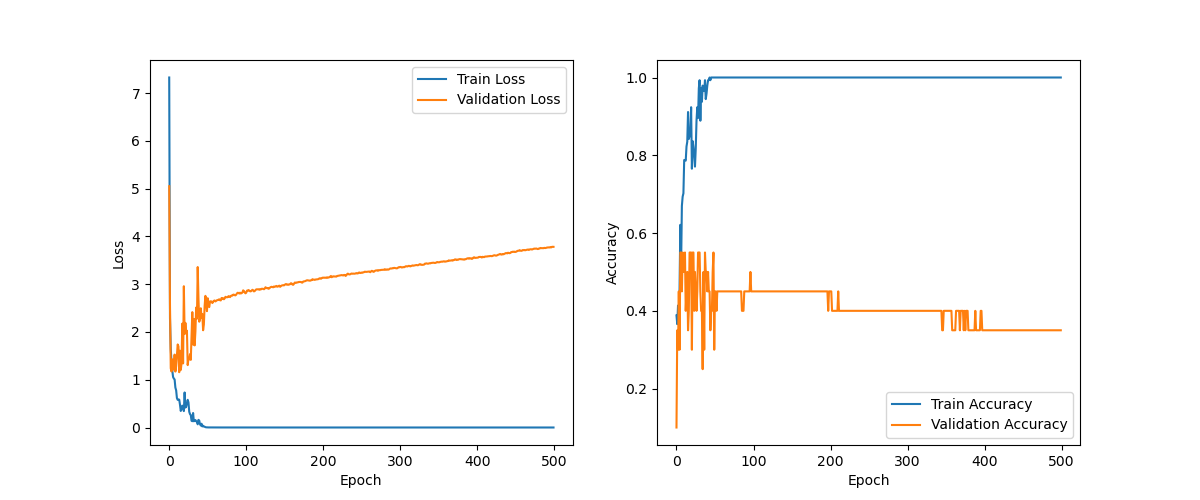 Train Loss
Validation Loss
7
6
5
4
3
2
1
0
Loss
0 100 200 300 400 500
Epoch
1.0
0.8
0.6
0.4
0.2
Accuracy
Train Accuracy
Validation Accuracy
0 100 200 300 400 500
Epoch